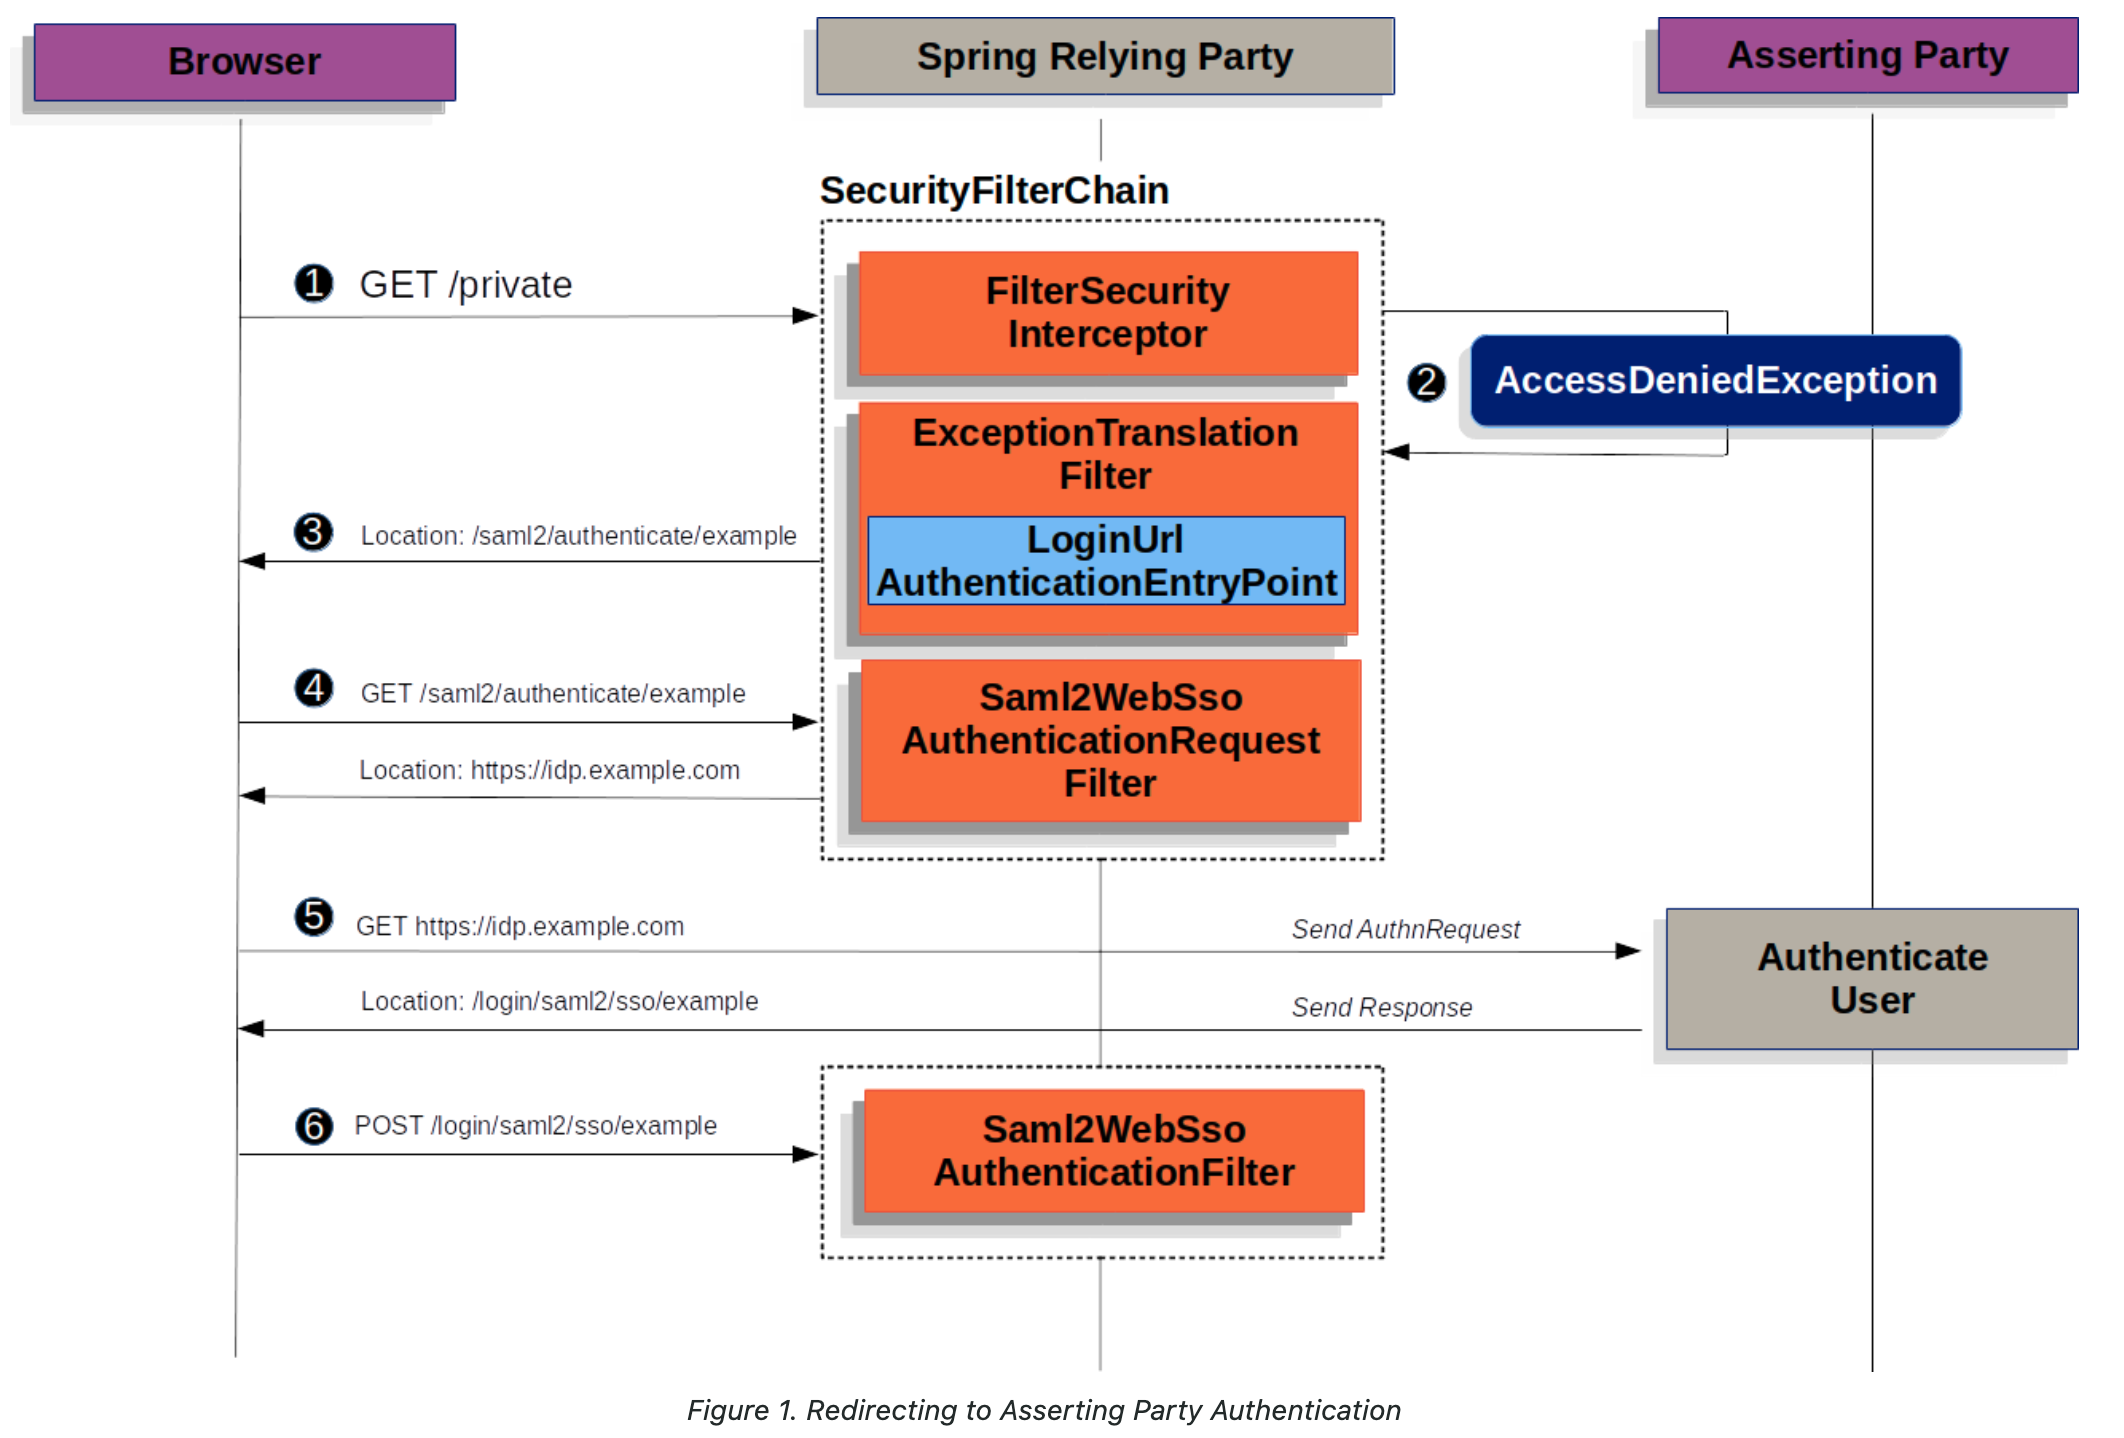 Browser
Spring Relying Party
Asserting Party
SecurityFilterChain
1 GET /private
FilterSecurity
Interceptor
2 AccessDeniedException
ExceptionTranslation
Filter
LoginUrl
AuthenticationEntryPoint
3 Location: /saml2/authenticate/example
4 GET /saml2/authenticate/example
Saml2WebSso
AuthenticationRequest
Filter
Location: https://idp.example.com
5 GET https://idp.example.com
Send AuthnRequest
Authenticate
User
Location: /login/saml2/sso/example
Send Response
6 POST /login/saml2/sso/example
Saml2WebSso
AuthenticationFilter
Figure 1. Redirecting to Asserting Party Authentication